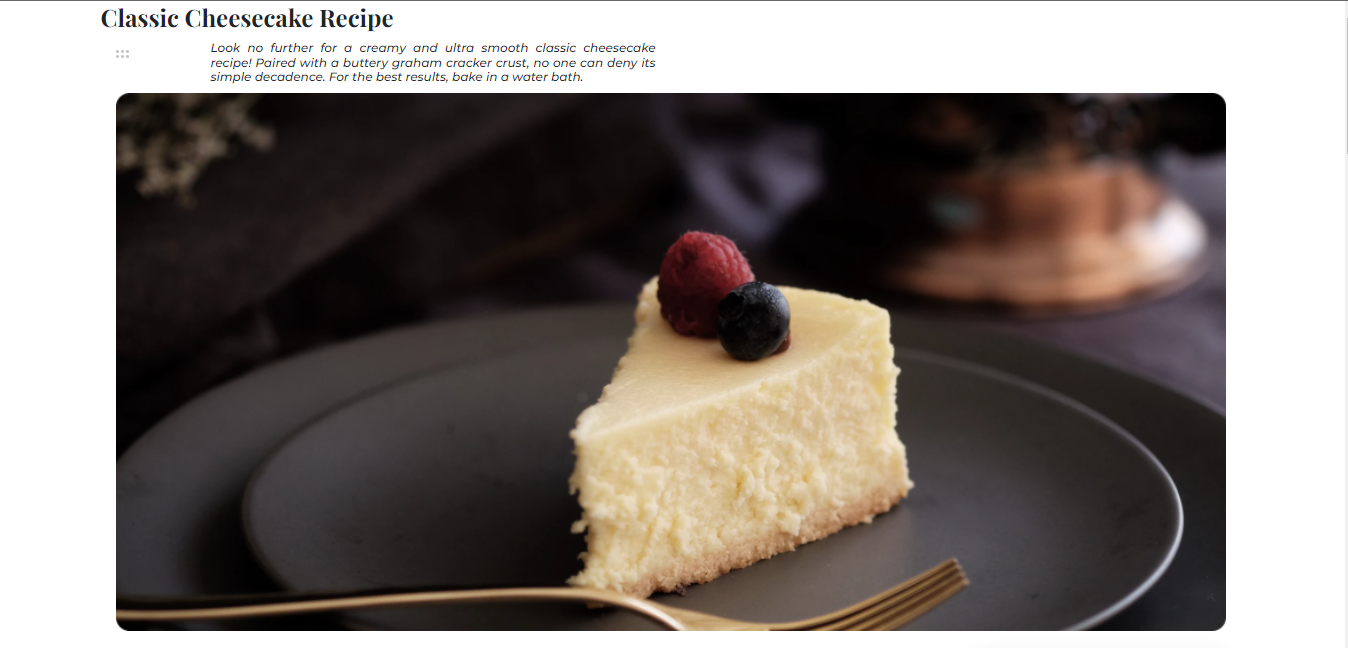 Classic Cheesecake Recipe
Look no further for a creamy and ultra smooth classic cheesecake
recipe! Paired with a buttery graham cracker crust, no one can deny its
simple decadence. For the best results, bake in a water bath.